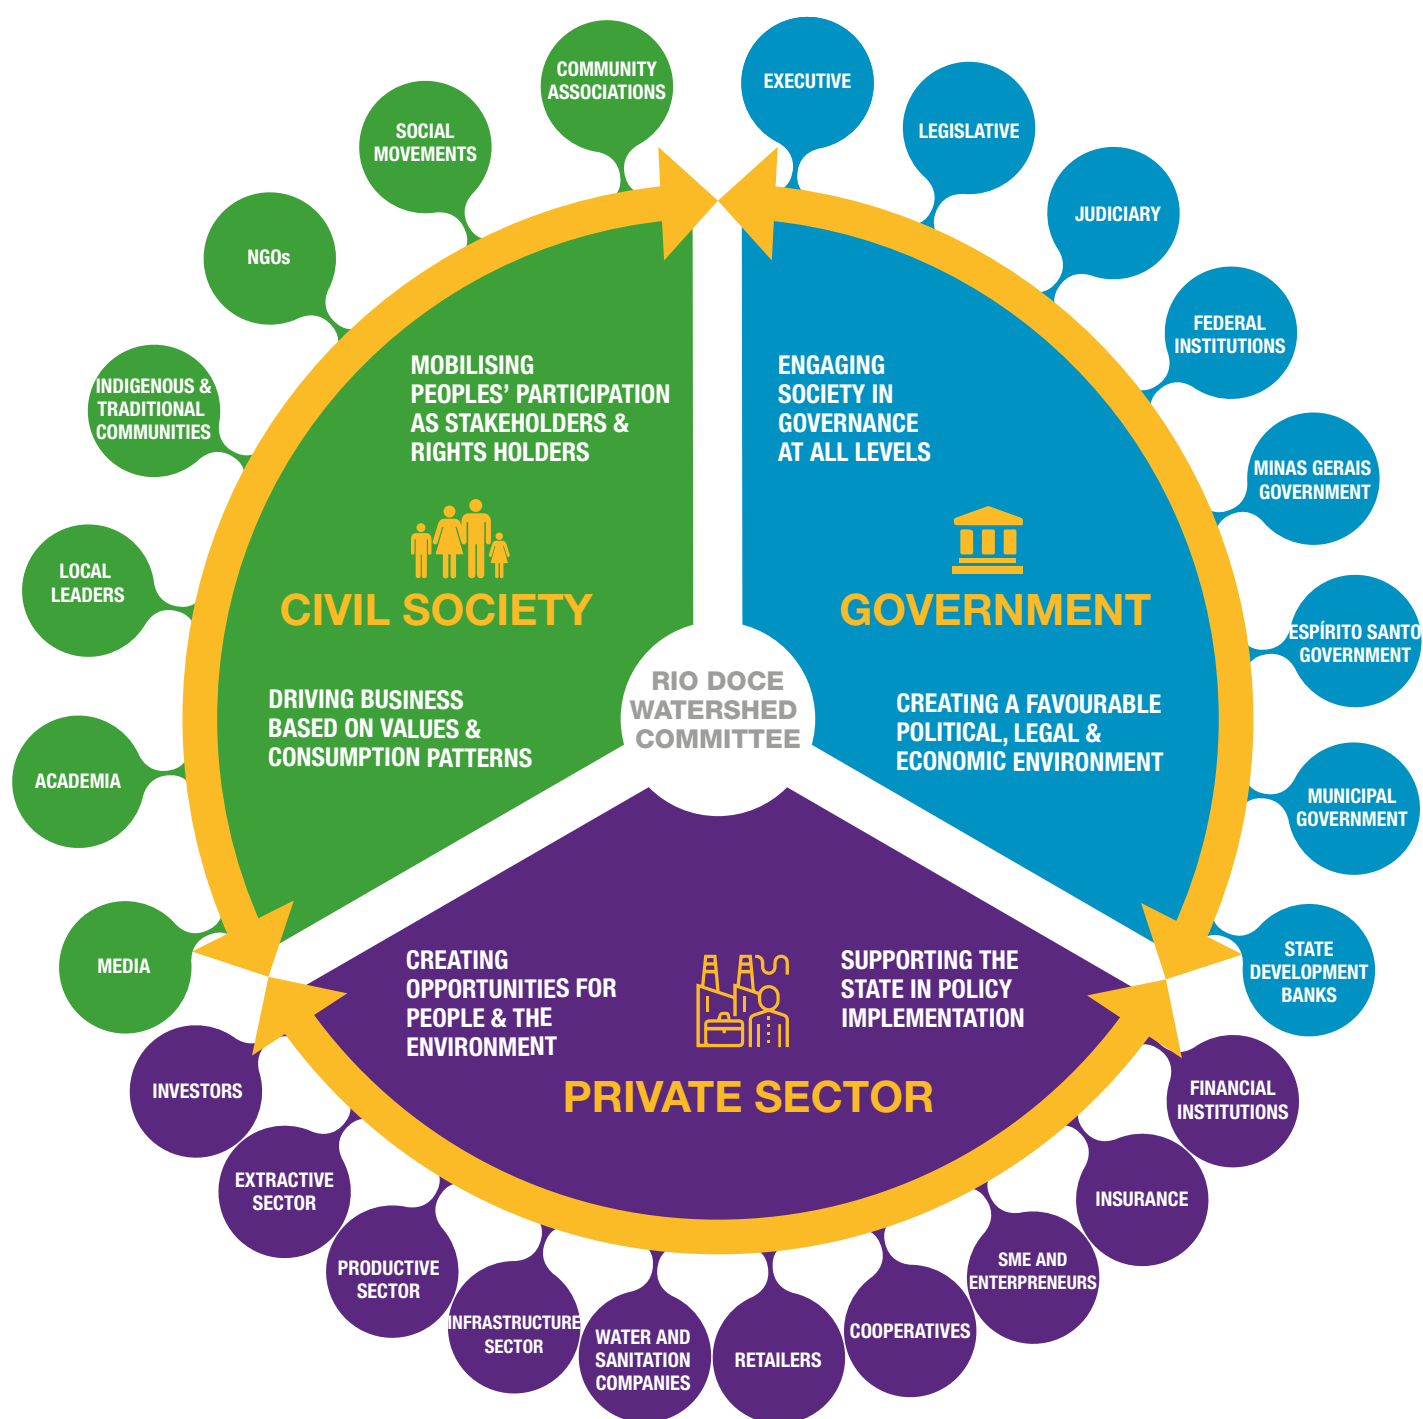 COMMUNITY
ASSOCIATIONS
SOCIAL
MOVEMENTS
NGOs
INDIGENOUS &
TRADITIONAL
COMMUNITIES
LOCAL
LEADERS
ACADEMIA
MEDIA
EXECUTIVE
LEGISLATIVE
JUDICIARY
FEDERAL
INSTITUTIONS
MINAS GERAIS
GOVERNMENT
ESPÍRITO SANTO
GOVERNMENT
MUNICIPAL
GOVERNMENT
STATE
DEVELOPMENT
BANKS
MOBILISING
PEOPLES’ PARTICIPATION
AS STAKEHOLDERS &
RIGHTS HOLDERS
CIVIL SOCIETY
DRIVING BUSINESS
BASED ON VALUES &
CONSUMPTION PATTERNS
ENGAGING
SOCIETY IN
GOVERNANCE
AT ALL LEVELS
GOVERNMENT
CREATING A FAVOURABLE
POLITICAL, LEGAL &
ECONOMIC ENVIRONMENT
RIO DOCE
WATERSHED
COMMITTEE
CREATING
OPPORTUNITIES FOR
PEOPLE & THE
ENVIRONMENT
SUPPORTING THE
STATE IN POLICY
IMPLEMENTATION
PRIVATE SECTOR
INVESTORS
EXTRACTIVE
SECTOR
PRODUCTIVE
SECTOR
INFRASTRUCTURE
SECTOR
WATER AND
SANITATION
COMPANIES
RETAILERS
COOPERATIVES
SME AND
ENTERPRENEURS
INSURANCE
FINANCIAL
INSTITUTIONS